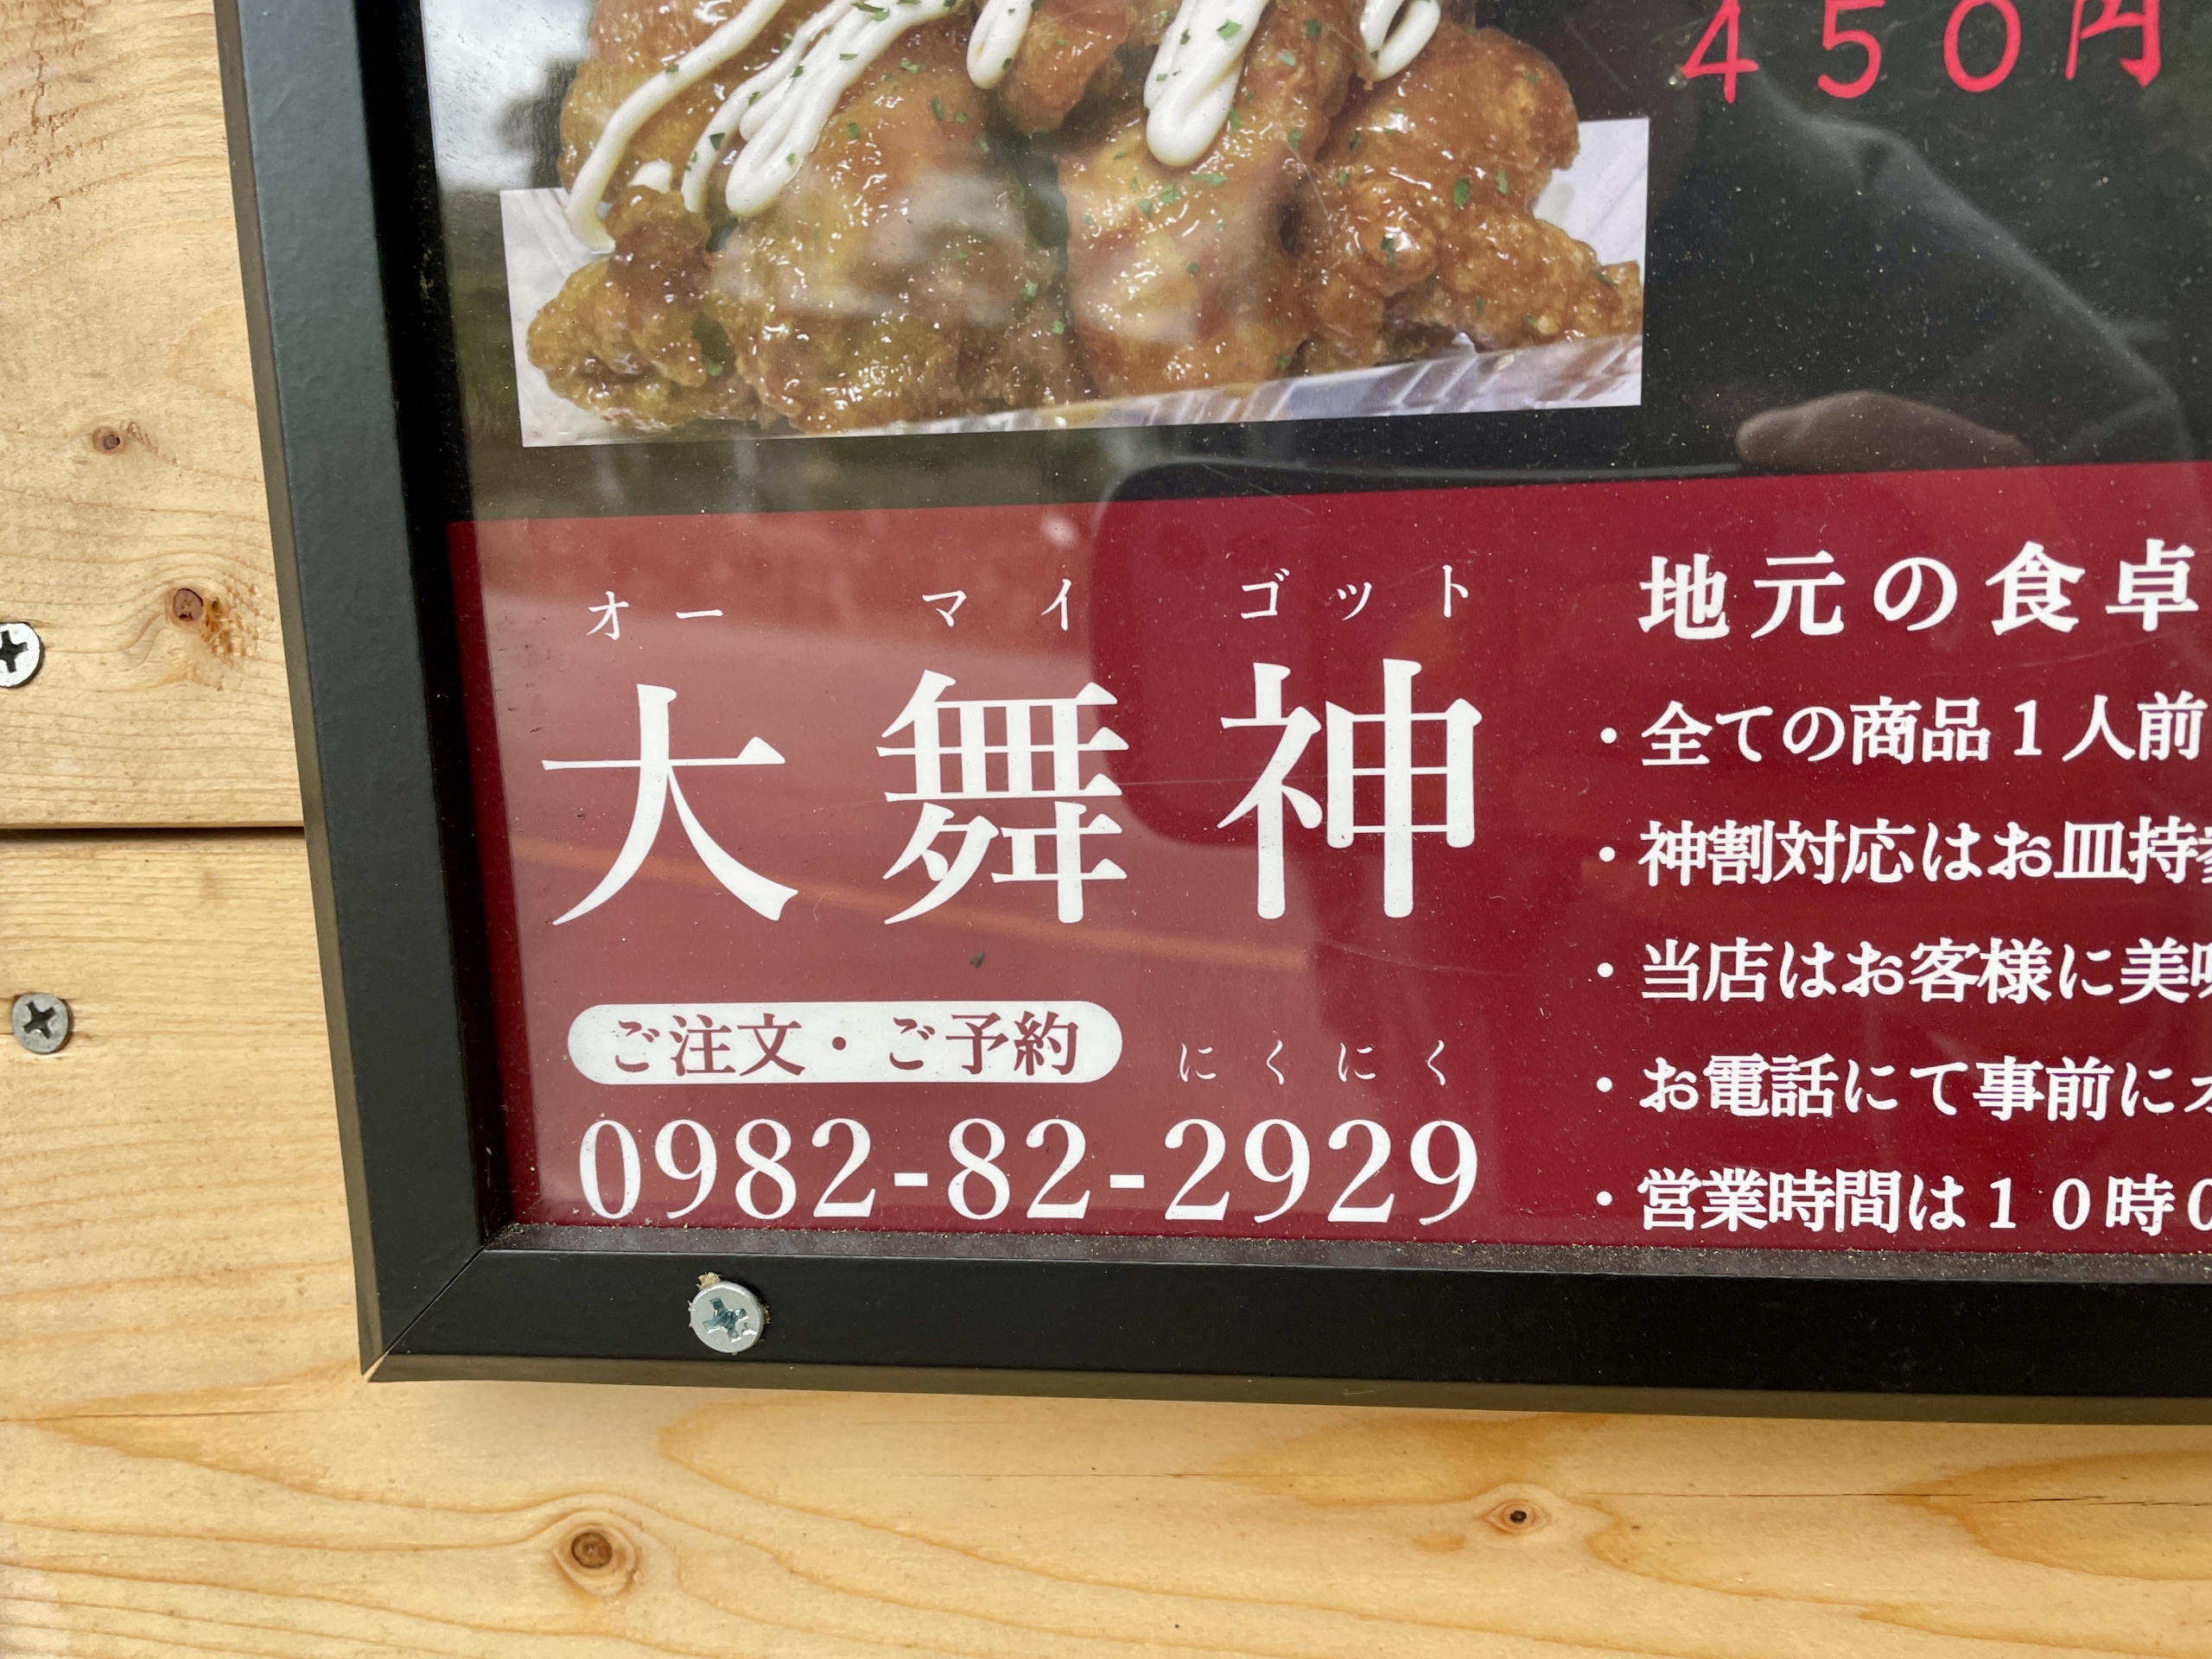 450円
オー マイ ゴット
大舞神
ご注文・ご予約
にくにく
0982-82-2929
地元の食卓
・全ての商品1人前
・神割対応はお皿持
・当店はお客様に美
・お電話にて事前に
・営業時間は10時